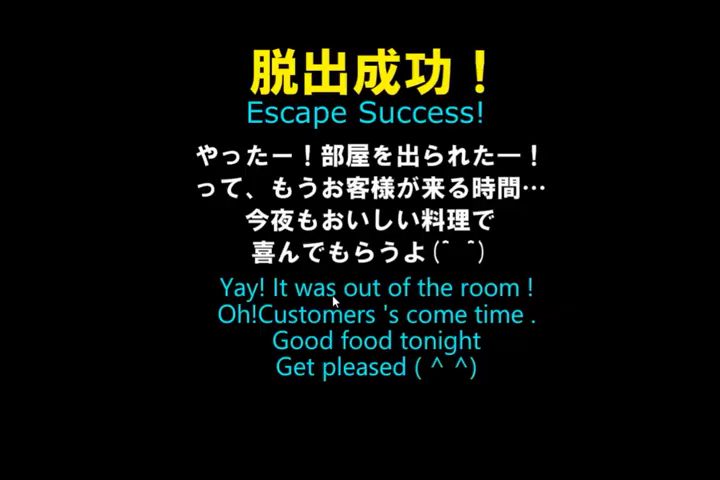 脱出成功！
Escape Success!
やったー！部屋を出られたー！
って、もうお客様が来る時間…
今夜もおいしい料理で
喜んでもらうよ(^ ^)
Yay! It was out of the room !
Oh!Customers 's come time .
Good food tonight
Get pleased ( ^ ^)